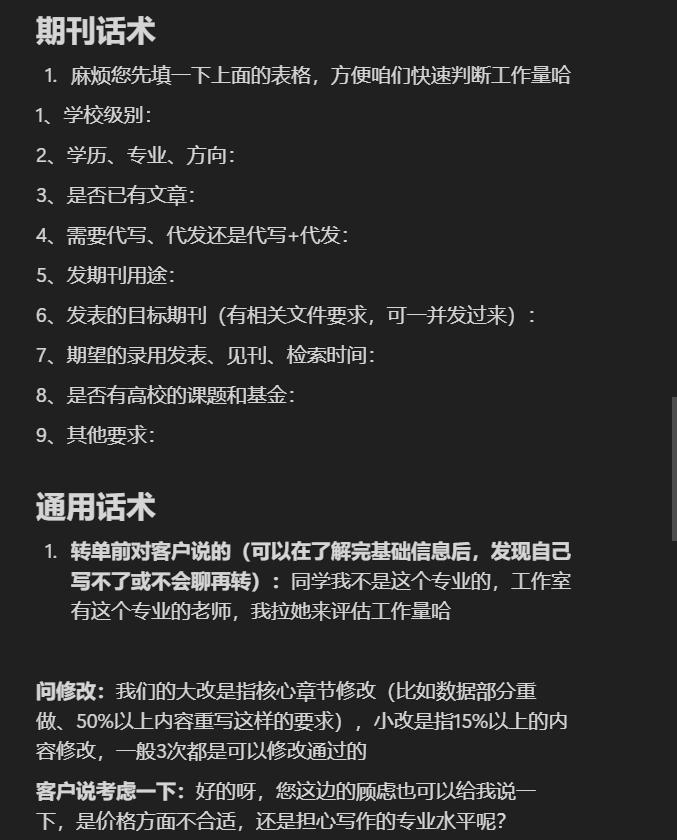 期刊话术
1. 麻烦您先填一下上面的表格，方便咱们快速判断工作量哈
1、学校级别：
2、学历、专业、方向：
3、是否已有文章：
4、需要代写、代发还是代写+代发：
5、发期刊用途：
6、发表的目标期刊（有相关文件要求，可一并发过来）：
7、期望的录用发表、见刊、检索时间：
8、是否有高校的课题和基金：
9、其他要求：
通用话术
1. 转单前对客户说的（可以在了解完基础信息后，发现自己
写不了或不会聊再转）：同学我不是这个专业的，工作室
有这个专业的老师，我拉她来评估工作量哈
问修改：我们的大改是指核心章节修改（比如数据部分重
做、50%以上内容重写这样的要求），小改是指15%以上的内
容修改，一般3次都是可以修改通过的
客户说考虑一下：好的呀，您这边的顾虑也可以给我说一
下，是价格方面不合适，还是担心写作的专业水平呢？